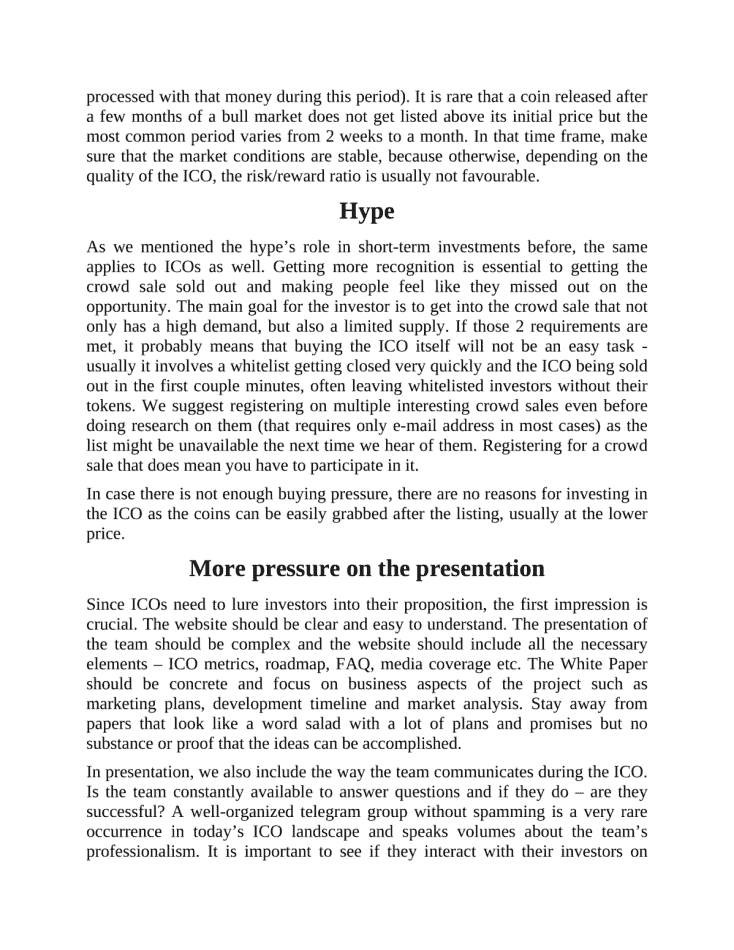 processed with that money during this period). It is rare that a coin released after
a few months of a bull market does not get listed above its initial price but the
most common period varies from 2 weeks to a month. In that time frame, make
sure that the market conditions are stable, because otherwise, depending on the
quality of the ICO, the risk/reward ratio is usually not favourable.
Hype
As we mentioned the hype’s role in short-term investments before, the same
applies to ICOs as well. Getting more recognition is essential to getting the
crowd sale sold out and making people feel like they missed out on the
opportunity. The main goal for the investor is to get into the crowd sale that not
only has a high demand, but also a limited supply. If those 2 requirements are
met, it probably means that buying the ICO itself will not be an easy task -
usually it involves a whitelist getting closed very quickly and the ICO being sold
out in the first couple minutes, often leaving whitelisted investors without their
tokens. We suggest registering on multiple interesting crowd sales even before
doing research on them (that requires only e-mail address in most cases) as the
list might be unavailable the next time we hear of them. Registering for a crowd
sale that does mean you have to participate in it.
In case there is not enough buying pressure, there are no reasons for investing in
the ICO as the coins can be easily grabbed after the listing, usually at the lower
price.
More pressure on the presentation
Since ICOs need to lure investors into their proposition, the first impression is
crucial. The website should be clear and easy to understand. The presentation of
the team should be complex and the website should include all the necessary
elements – ICO metrics, roadmap, FAQ, media coverage etc. The White Paper
should be concrete and focus on business aspects of the project such as
marketing plans, development timeline and market analysis. Stay away from
papers that look like a word salad with a lot of plans and promises but no
substance or proof that the ideas can be accomplished.
In presentation, we also include the way the team communicates during the ICO.
Is the team constantly available to answer questions and if they do – are they
successful? A well-organized telegram group without spamming is a very rare
occurrence in today’s ICO landscape and speaks volumes about the team’s
professionalism. It is important to see if they interact with their investors on